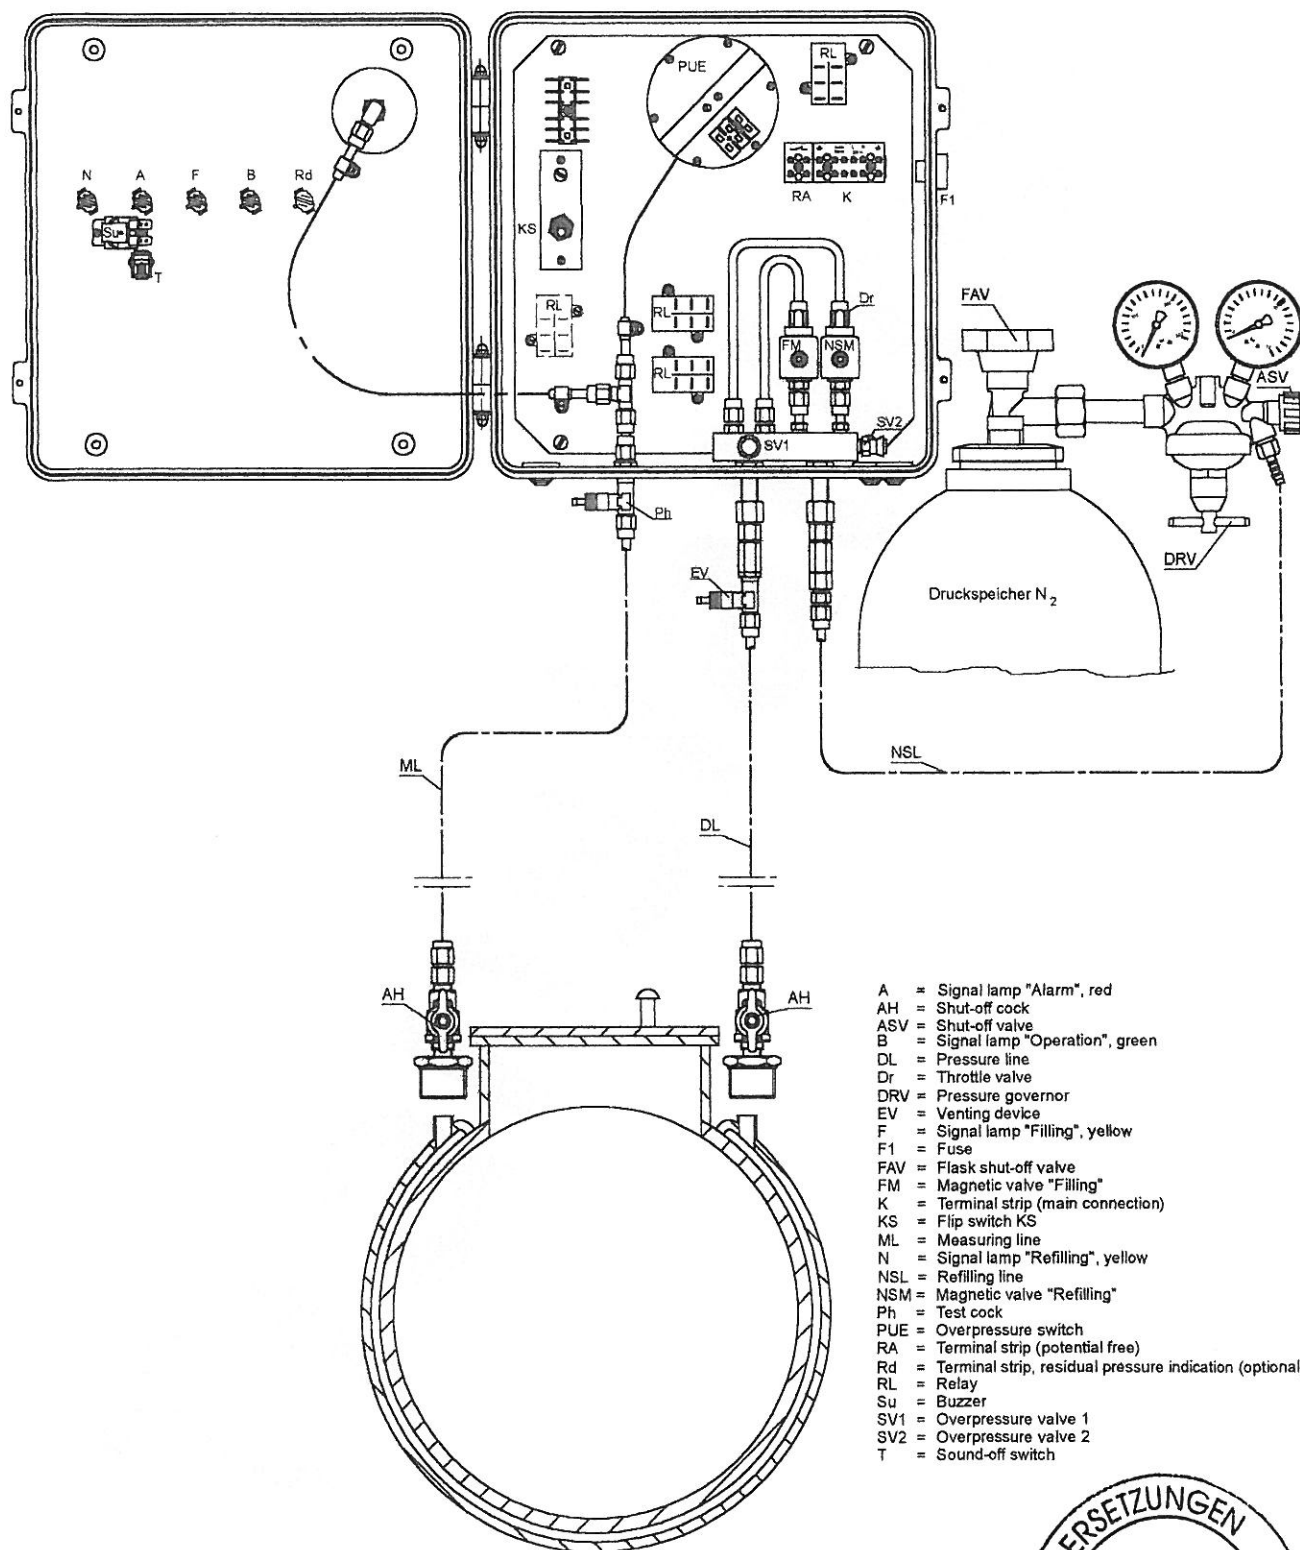 PUE
RL
N A F B Rd
Su
T
KS
RA K
F1
RL
RL
RL
FM
NSM
Dr
FAV
ASV
SV1
SV2
Ph
EV
DRV
Druckspeicher N2
NSL
ML
DL
AH
AH
A = Signal lamp "Alarm", red
AH = Shut-off cock
ASV = Shut-off valve
B = Signal lamp "Operation", green
DL = Pressure line
Dr = Throttle valve
DRV = Pressure governor
EV = Venting device
F = Signal lamp "Filling", yellow
F1 = Fuse
FAV = Flask shut-off valve
FM = Magnetic valve "Filling"
K = Terminal strip (main connection)
KS = Flip switch KS
ML = Measuring line
N = Signal lamp "Refilling", yellow
NSL = Refilling line
NSM = Magnetic valve "Refilling"
Ph = Test cock
PUE = Overpressure switch
RA = Terminal strip (potential free)
Rd = Terminal strip, residual pressure indication (optional
RL = Relay
Su = Buzzer
SV1 = Overpressure valve 1
SV2 = Overpressure valve 2
T = Sound-off switch
ERSETZUNGEN